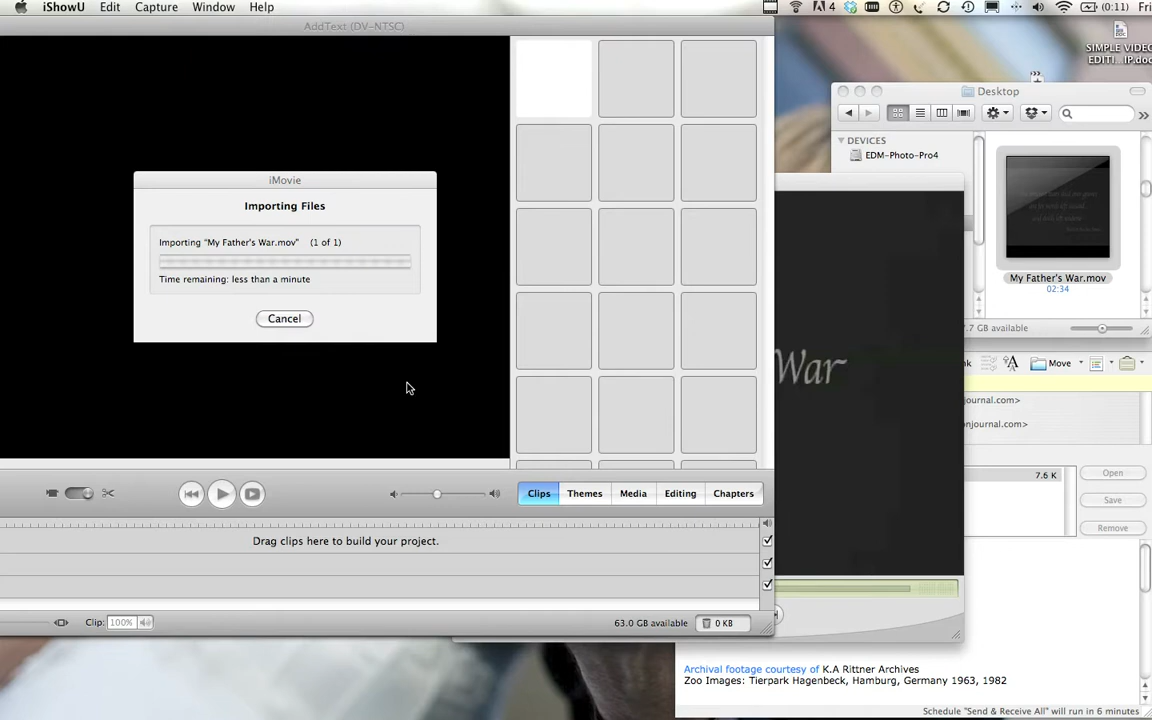 iShowU Edit Capture Window Help
4
(0:11) Fri
AddText (DV-NTSC)
SIMPLE VIDEO
EDITI...IP.doc
Desktop
DEVICES
EDM-Photo-Pro4
My Father's War.mov
02:34
7.7 GB available
iMovie
Importing Files
Importing "My Father's War.mov" (1 of 1)
Time remaining: less than a minute
Cancel
War
Move
journal.com>
njournal.com>
7.6 K
Open
Save
Remove
Clips Themes Media Editing Chapters
Drag clips here to build your project.
Clip: 100%
63.0 GB available
0 KB
Archival footage courtesy of K.A Rittner Archives
Zoo Images: Tierpark Hagenbeck, Hamburg, Germany 1963, 1982
Schedule "Send & Receive All" will run in 6 minutes